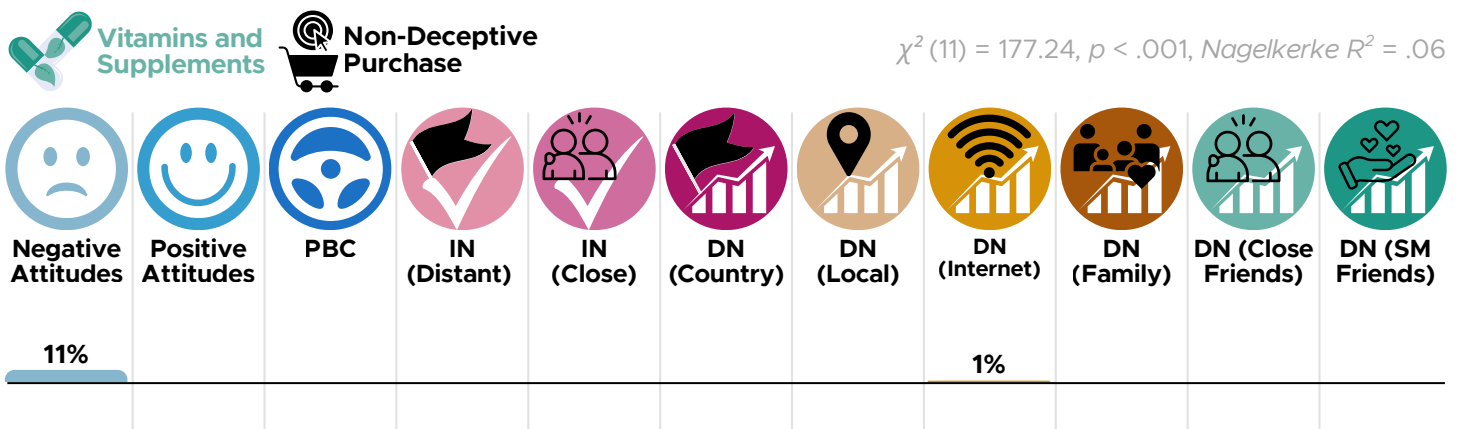 Vitamins and
Supplements
Non-Deceptive
Purchase
χ² (11) = 177.24, p < .001, Nagelkerke R² = .06
Negative
Attitudes
Positive
Attitudes
PBC
IN
(Distant)
IN
(Close)
DN
(Country)
DN
(Local)
DN
(Internet)
DN
(Family)
DN (Close
Friends)
DN (SM
Friends)
11%
1%